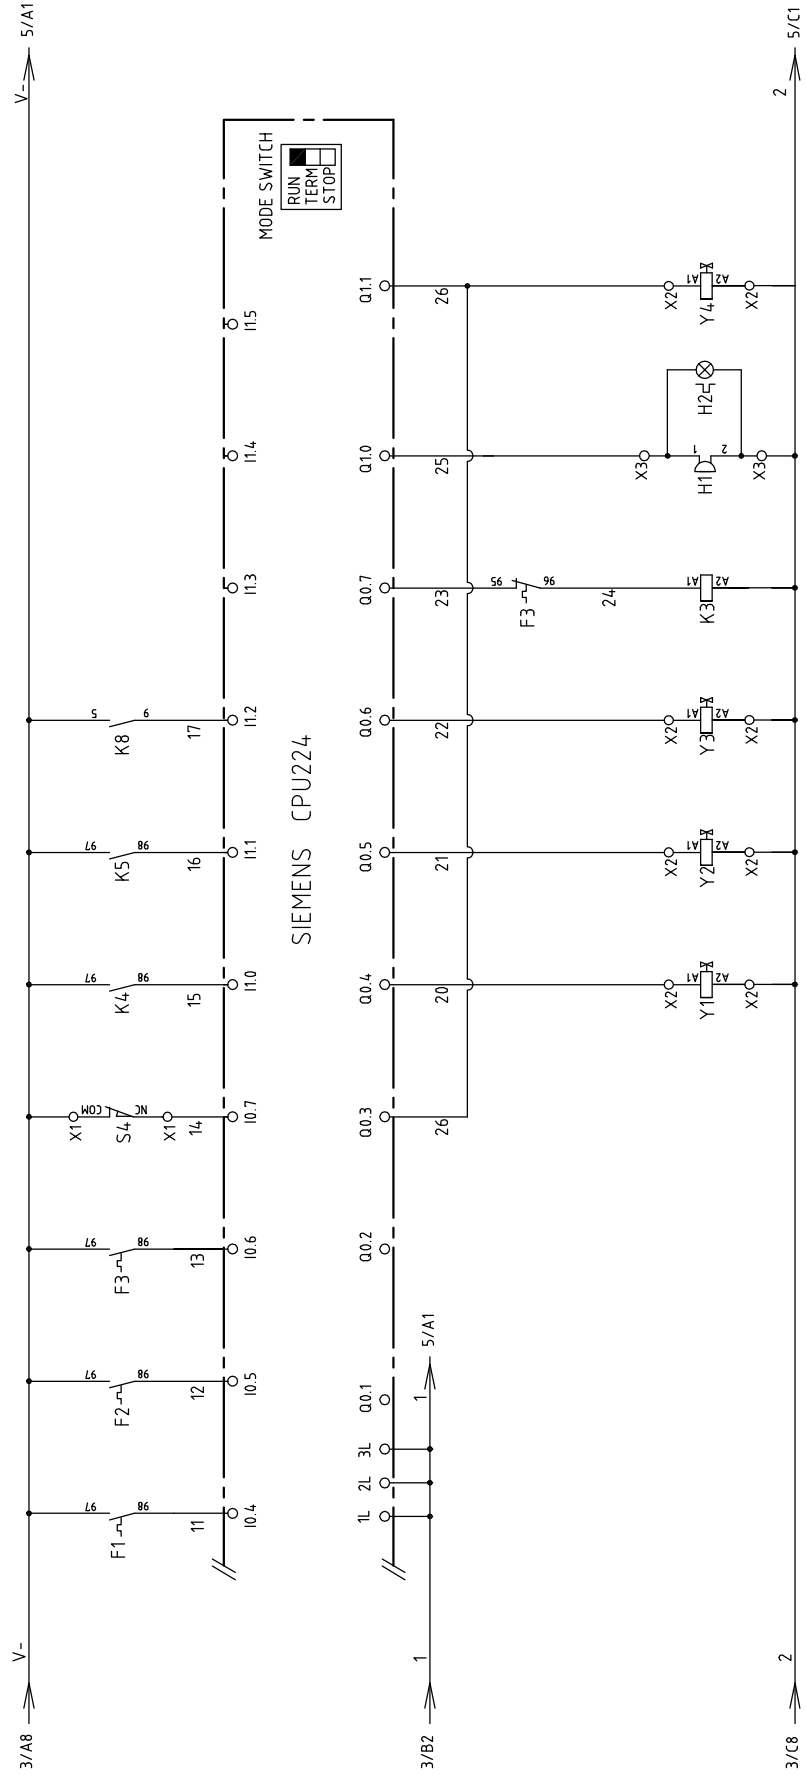 3/A8
V-
V-
5/A1
F1
97
98
11
F2
97
98
12
F3
97
98
13
X1
COM
S4
NC
X1
14
K4
97
98
15
K5
97
98
16
K8
5
9
17
I0.4
I0.5
I0.6
I0.7
I1.0
I1.1
I1.2
I1.3
I1.4
I1.5
SIEMENS CPU224
MODE SWITCH
RUN
TERM
STOP
1L
2L
3L
Q0.1
Q0.2
Q0.3
Q0.4
Q0.5
Q0.6
Q0.7
Q1.0
Q1.1
3/B2
1
1
5/A1
26
20
21
22
23
25
26
95
F3
96
24
X2
A1
Y1
A2
X2
X2
A1
Y2
A2
X2
X2
A1
Y3
A2
X2
A1
K3
A2
X3
1
H1
2
X3
H2
X2
A1
Y4
A2
X2
3/C8
2
2
5/C1